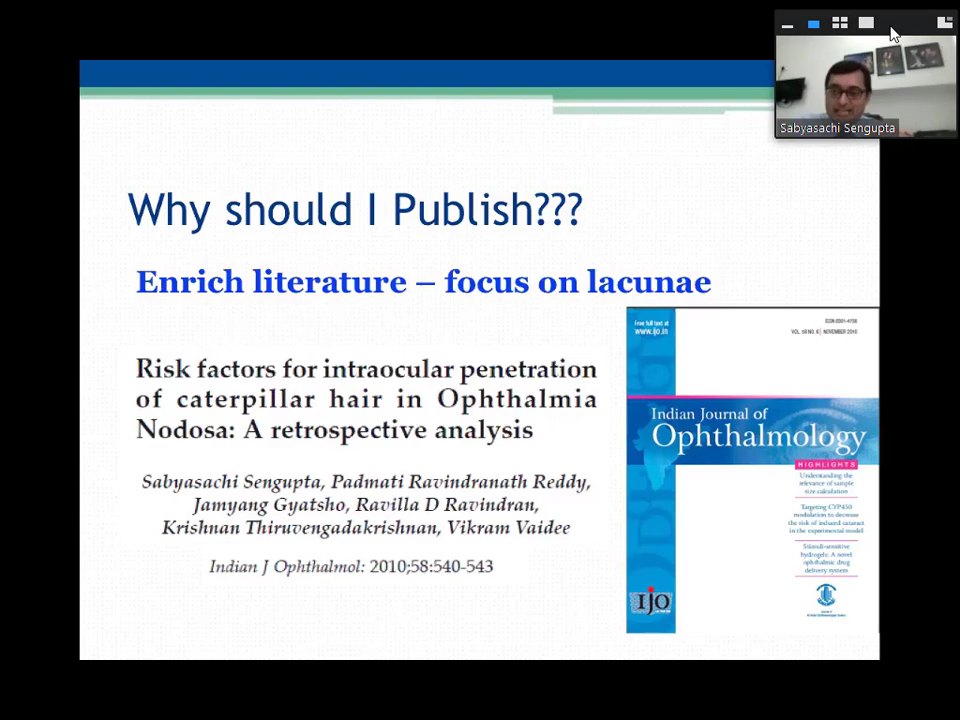 Sabyasachi Sengupta
Why should I Publish???
Enrich literature – focus on lacunae
Risk factors for intraocular penetration
of caterpillar hair in Ophthalmia
Nodosa: A retrospective analysis
Sabyasachi Sengupta, Padmati Ravindranath Reddy,
Jamyang Gyatsho, Ravilla D Ravindran,
Krishnan Thiruvengadakrishnan, Vikram Vaidee
Indian J Ophthalmol: 2010;58:540-543
Free full text at
www.ijo.in
Indian Journal of
Ophthalmology
HIGHLIGHTS
Understanding the
relevance of sample
size calculation
Targeting CYP450
modulation to decrease
the risk of induced cataract
in the experimental model
Stimuli-sensitive
hydrogels: A novel
ophthalmic drug
delivery system
IJO